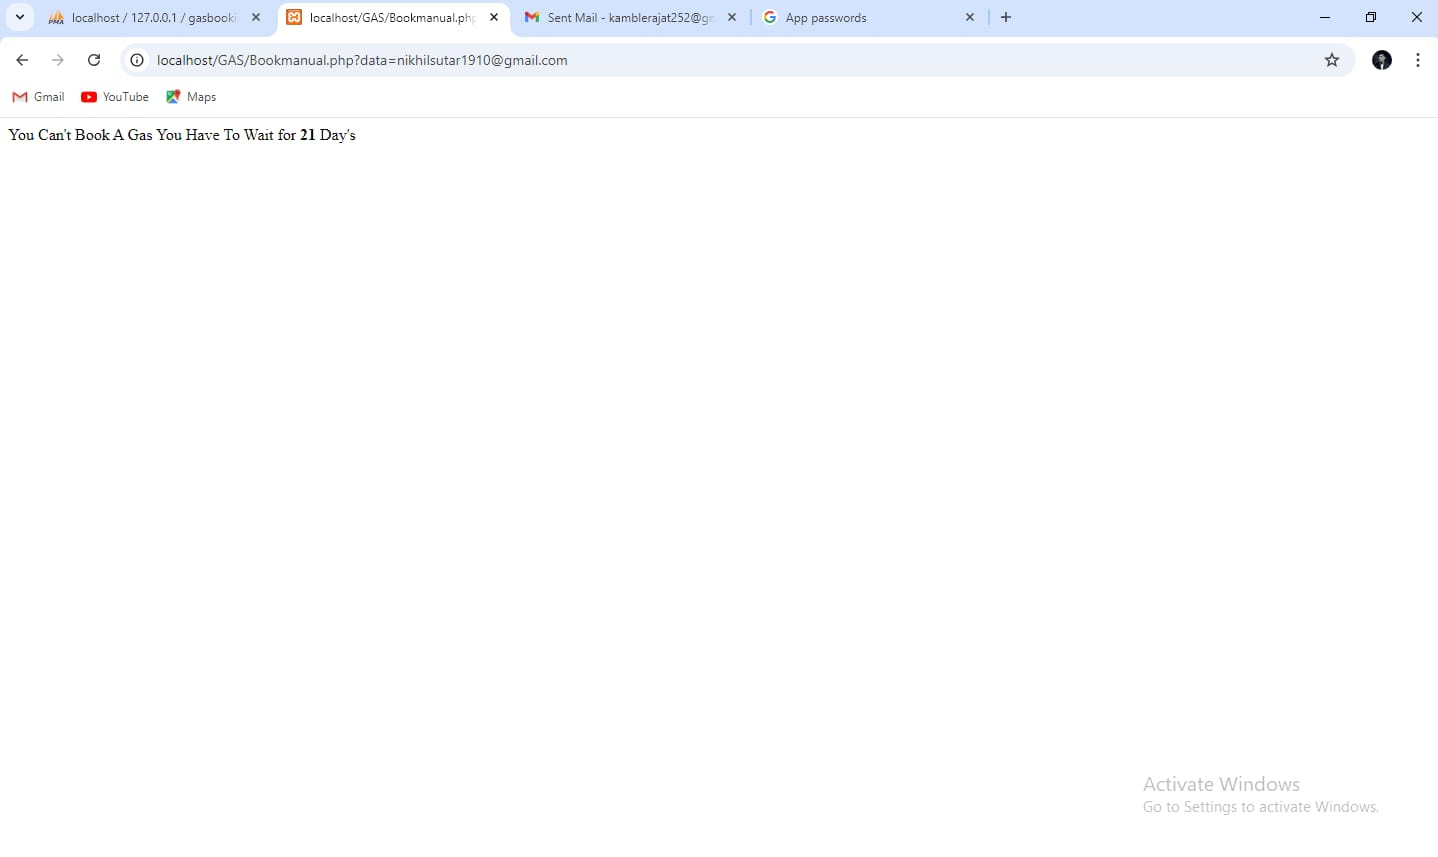 localhost / 127.0.0.1 / gasbooki
localhost/GAS/Bookmanual.php
Sent Mail - kamblerajat252@gm
App passwords
localhost/GAS/Bookmanual.php?data=nikhilsutar1910@gmail.com
Gmail
YouTube
Maps
You Can't Book A Gas You Have To Wait for 21 Day's
Activate Windows
Go to Settings to activate Windows.